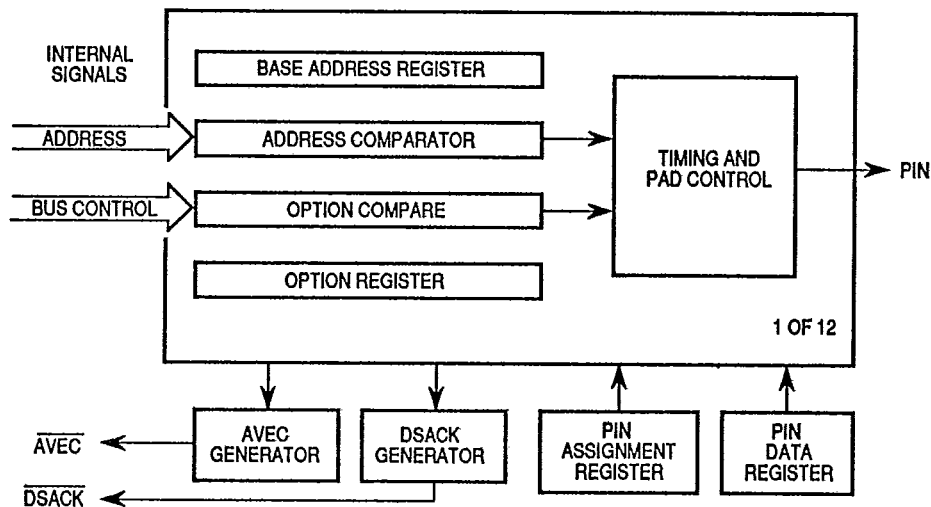 INTERNAL
SIGNALS
BASE ADDRESS REGISTER
ADDRESS
ADDRESS COMPARATOR
TIMING AND
PAD CONTROL
PIN
BUS CONTROL
OPTION COMPARE
OPTION REGISTER
1 OF 12
AVEC
AVEC
GENERATOR
DSACK
GENERATOR
PIN
ASSIGNMENT
REGISTER
PIN
DATA
REGISTER
DSACK